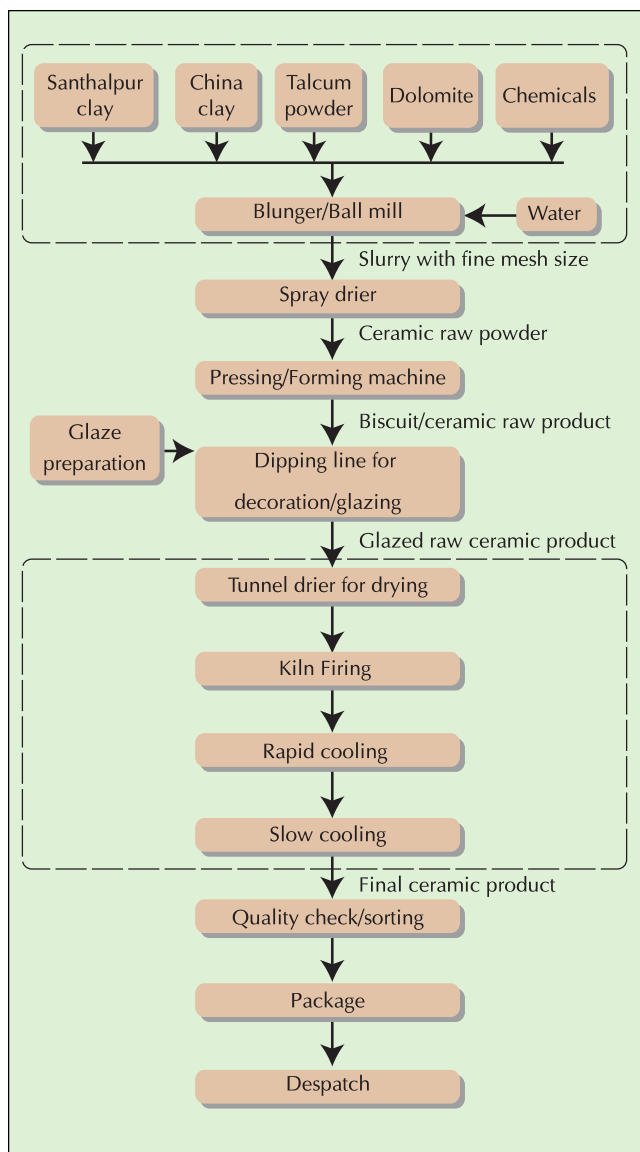 Santhalpur
clay
China
clay
Talcum
powder
Dolomite
Chemicals
Blunger/Ball mill
Water
Slurry with fine mesh size
Spray drier
Ceramic raw powder
Pressing/Forming machine
Biscuit/ceramic raw product
Glaze
preparation
Dipping line for
decoration/glazing
Glazed raw ceramic product
Tunnel drier for drying
Kiln Firing
Rapid cooling
Slow cooling
Final ceramic product
Quality check/sorting
Package
Despatch